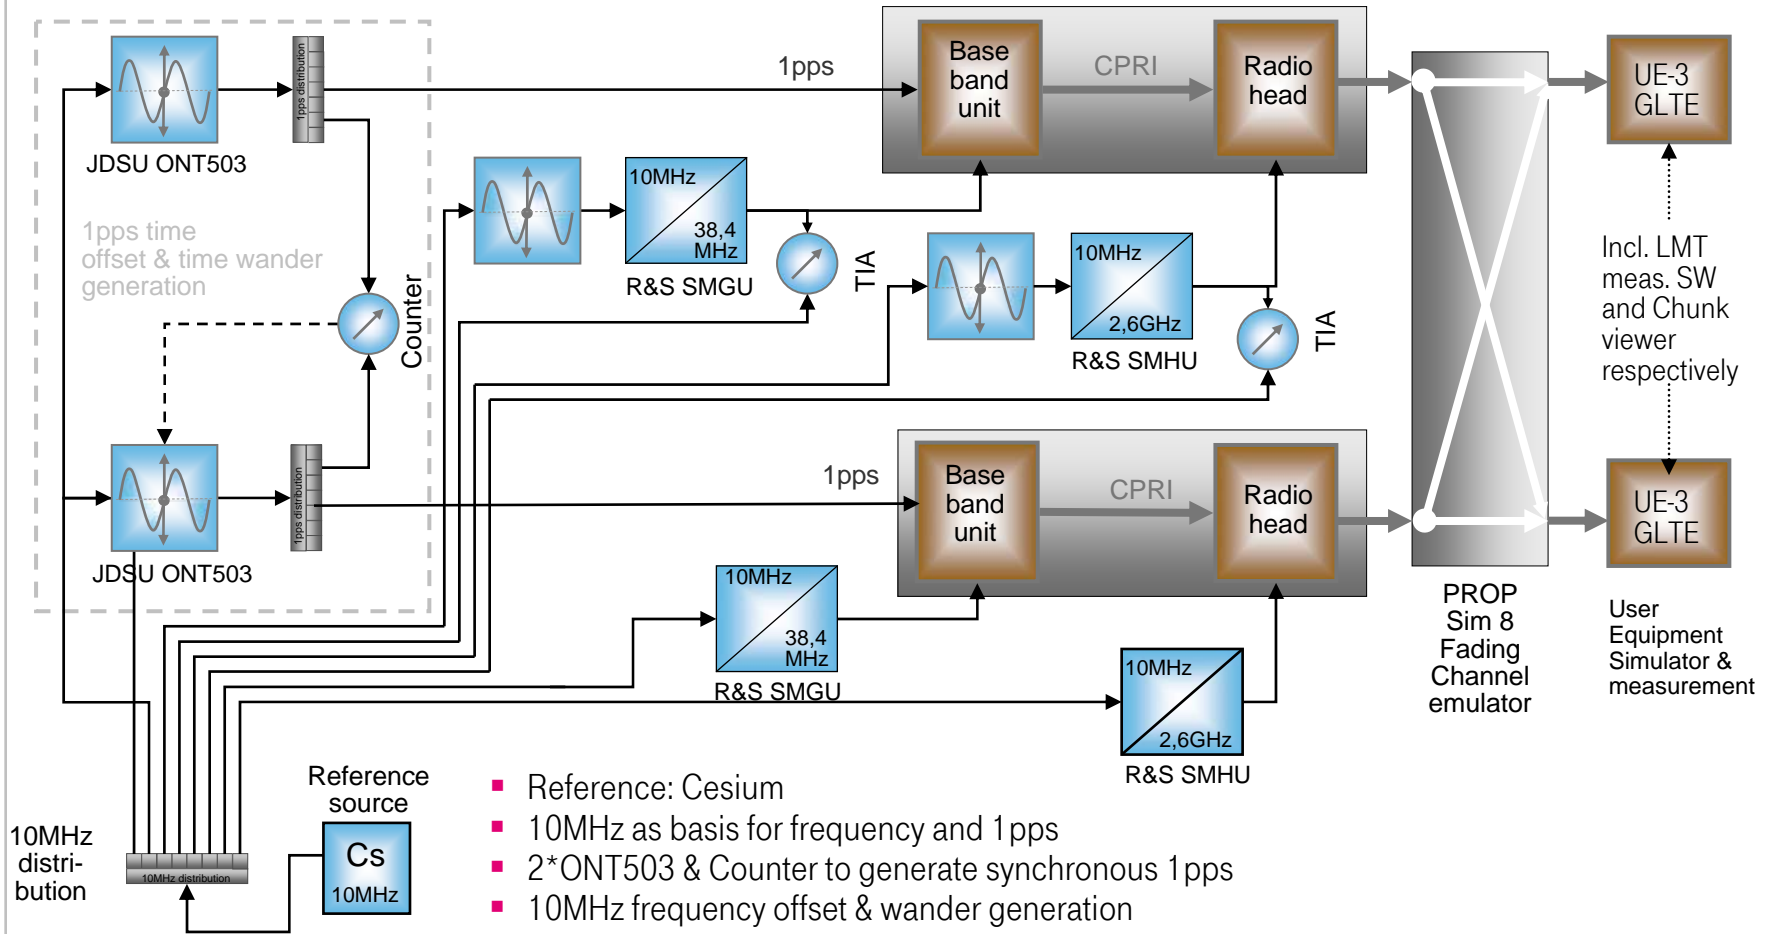 1pps
Base
band
unit
CPRI
Radio
head
UE-3
GLTE
1pps distribution
JDSU ONT503
1pps time
offset & time wander
generation
Counter
10MHz
38,4
MHz
R&S SMGU
TIA
10MHz
2,6GHz
R&S SMHU
TIA
Incl. LMT
meas. SW
and Chunk
viewer
respectively
1pps distribution
JDSU ONT503
1pps
Base
band
unit
CPRI
Radio
head
UE-3
GLTE
10MHz
38,4
MHz
R&S SMGU
10MHz
2,6GHz
R&S SMHU
PROP
Sim 8
Fading
Channel
emulator
User
Equipment
Simulator &
measurement
10MHz
distri-
bution
10MHz distribution
Reference
source
Cs
10MHz
▪ Reference: Cesium
▪ 10MHz as basis for frequency and 1pps
▪ 2*ONT503 & Counter to generate synchronous 1pps
▪ 10MHz frequency offset & wander generation